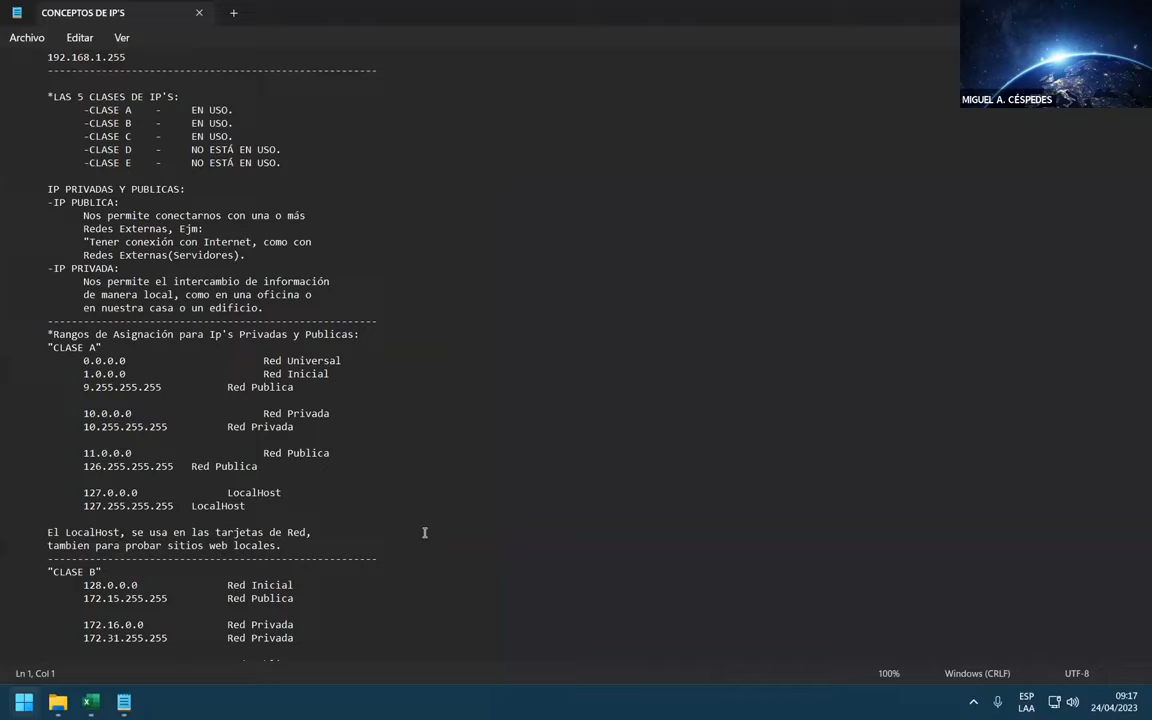 CONCEPTOS DE IP'S
Archivo Editar Ver
192.168.1.255
-------------------------------------------------------
*LAS 5 CLASES DE IP'S:
-CLASE A - EN USO.
-CLASE B - EN USO.
-CLASE C - EN USO.
-CLASE D - NO ESTÁ EN USO.
-CLASE E - NO ESTÁ EN USO.
IP PRIVADAS Y PUBLICAS:
-IP PUBLICA:
Nos permite conectarnos con una o más
Redes Externas, Ejm:
"Tener conexión con Internet, como con
Redes Externas(Servidores).
-IP PRIVADA:
Nos permite el intercambio de información
de manera local, como en una oficina o
en nuestra casa o un edificio.
-------------------------------------------------------
*Rangos de Asignación para Ip's Privadas y Publicas:
"CLASE A"
0.0.0.0 Red Universal
1.0.0.0 Red Inicial
9.255.255.255 Red Publica
10.0.0.0 Red Privada
10.255.255.255 Red Privada
11.0.0.0 Red Publica
126.255.255.255 Red Publica
127.0.0.0 LocalHost
127.255.255.255 LocalHost
El LocalHost, se usa en las tarjetas de Red,
tambien para probar sitios web locales.
-------------------------------------------------------
"CLASE B"
128.0.0.0 Red Inicial
172.15.255.255 Red Publica
172.16.0.0 Red Privada
172.31.255.255 Red Privada
MIGUEL A. CÉSPEDES
Ln 1, Col 1 100% Windows (CRLF) UTF-8
ESP
LAA
09:17
24/04/2023